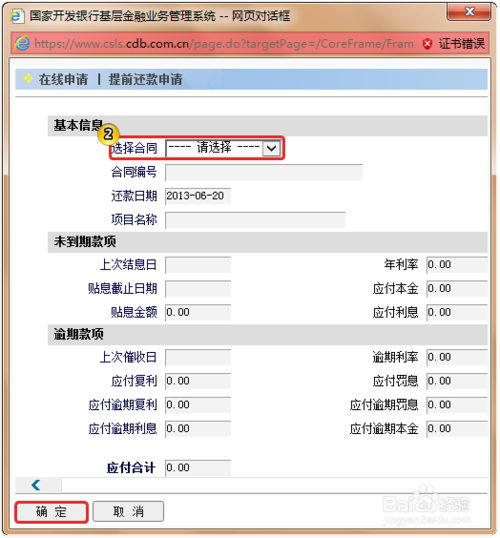 国家开发银行基层金融业务管理系统 -- 网页对话框
https://www.csls.cdb.com.cn/page.do?targetPage=/CoreFrame/Fram 证书错误
在线申请 | 提前还款申请
基本信息
2
选择合同 ---- 请选择 ----
合同编号
还款日期 2013-06-20
项目名称
未到期款项
上次结息日 年利率 0.00
贴息截止日期 应付本金 0.00
贴息金额 0.00 应付利息 0.00
逾期款项
上次催收日 逾期利率 0.00
应付复利 0.00 应付罚息 0.00
应付逾期复利 0.00 应付逾期罚息 0.00
应付逾期利息 0.00 应付逾期本金 0.00
应付合计 0.00
确 定 取 消
Baidu 经验
jingyan.baidu.com